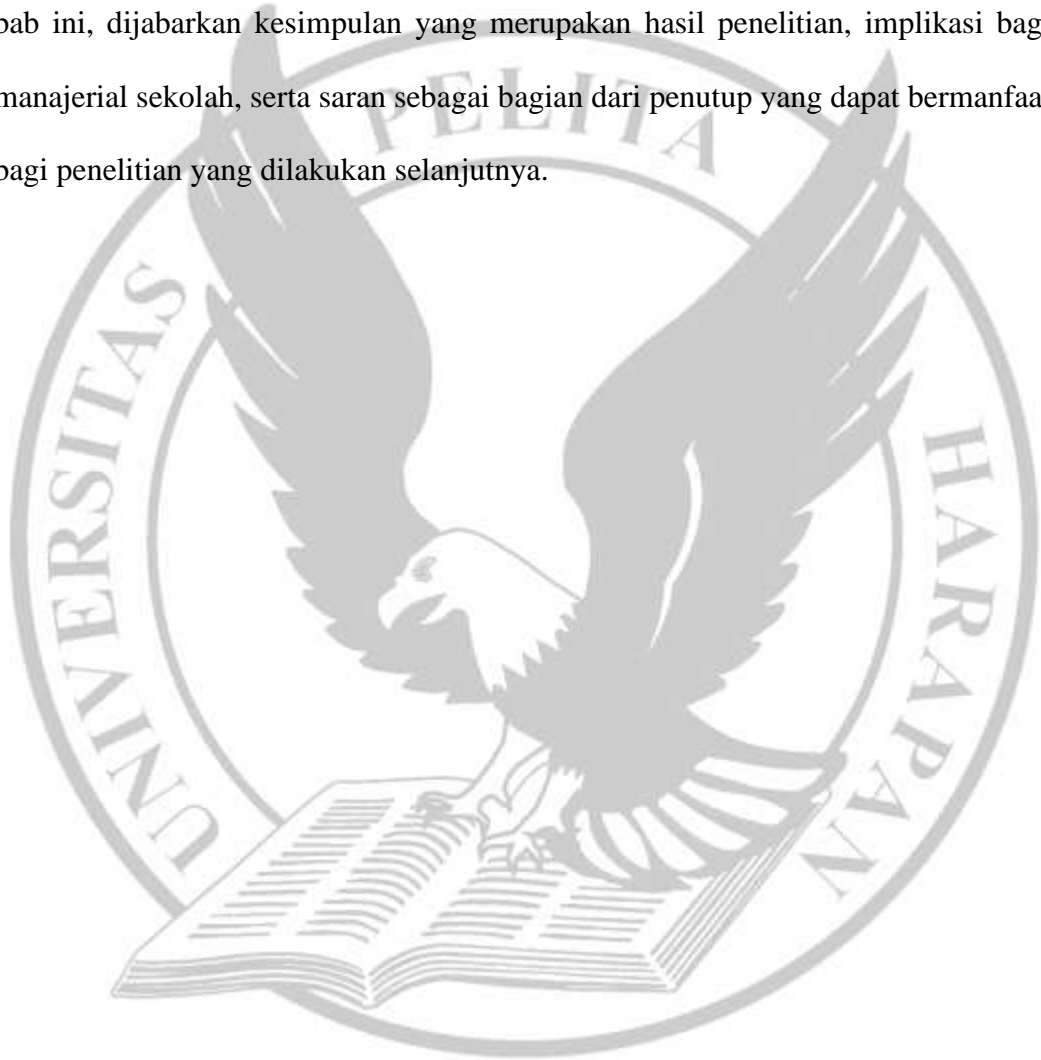 bab ini, dijabarkan kesimpulan yang merupakan hasil penelitian, implikasi bag
manajerial sekolah, serta saran sebagai bagian dari penutup yang dapat bermanfaa
bagi penelitian yang dilakukan selanjutnya.
UNIVERSITAS PELITA HARAPAN